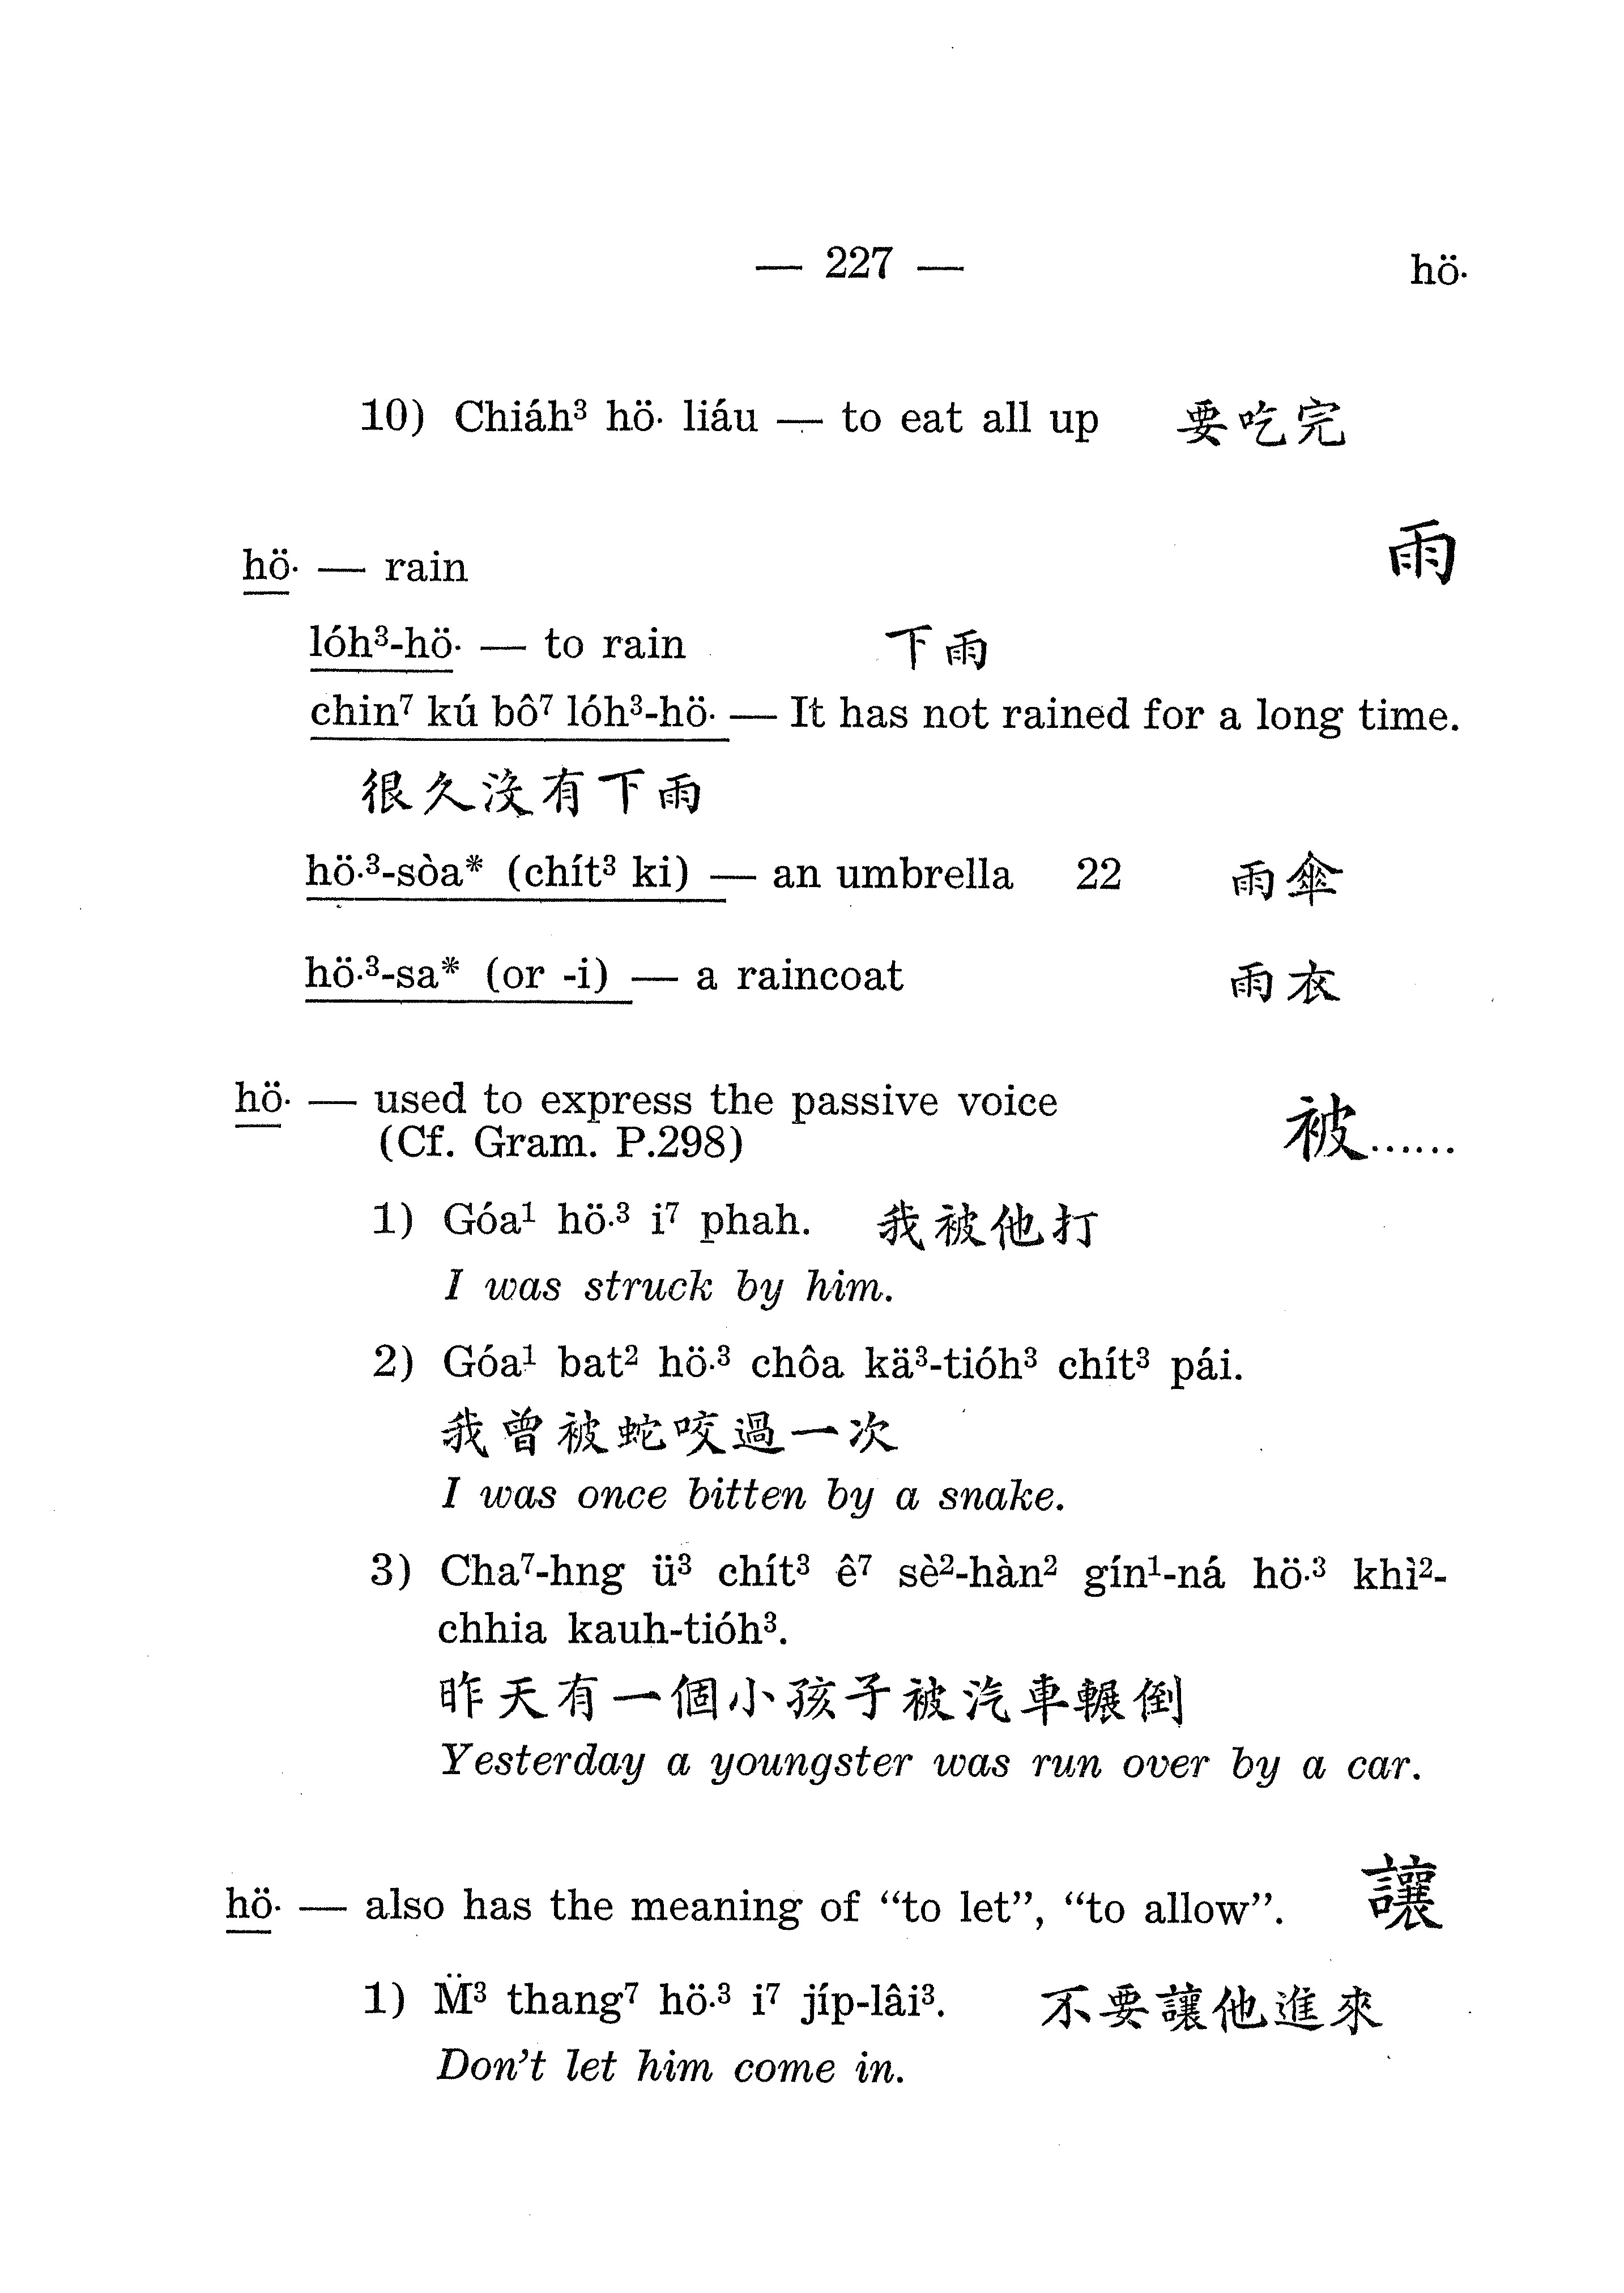 — 227 —
hö·
10) Chiáh³ hö· liáu — to eat all up 要吃完
hö· — rain 雨
lóh³-hö· — to rain 下雨
chin⁷ kú bô⁷ lóh³-hö· — It has not rained for a long time.
很久沒有下雨
hö·³-sòa* (chít³ ki) — an umbrella 22 雨傘
hö·³-sa* (or -i) — a raincoat 雨衣
hö· — used to express the passive voice
(Cf. Gram. P.298) 被......
1) Góa¹ hö·³ i⁷ phah. 我被他打
I was struck by him.
2) Góa¹ bat² hö·³ chôa kä³-tióh³ chít³ pái.
我曾被蛇咬過一次
I was once bitten by a snake.
3) Cha⁷-hng ü³ chít³ ê⁷ sè²-hàn² gín¹-ná hö·³ khì²-
chhia kauh-tióh³.
昨天有一個小孩子被汽車輾倒
Yesterday a youngster was run over by a car.
hö· — also has the meaning of “to let”, “to allow”. 讓
1) M̈³ thang⁷ hö·³ i⁷ jíp-lâi³. 不要讓他進來
Don’t let him come in.